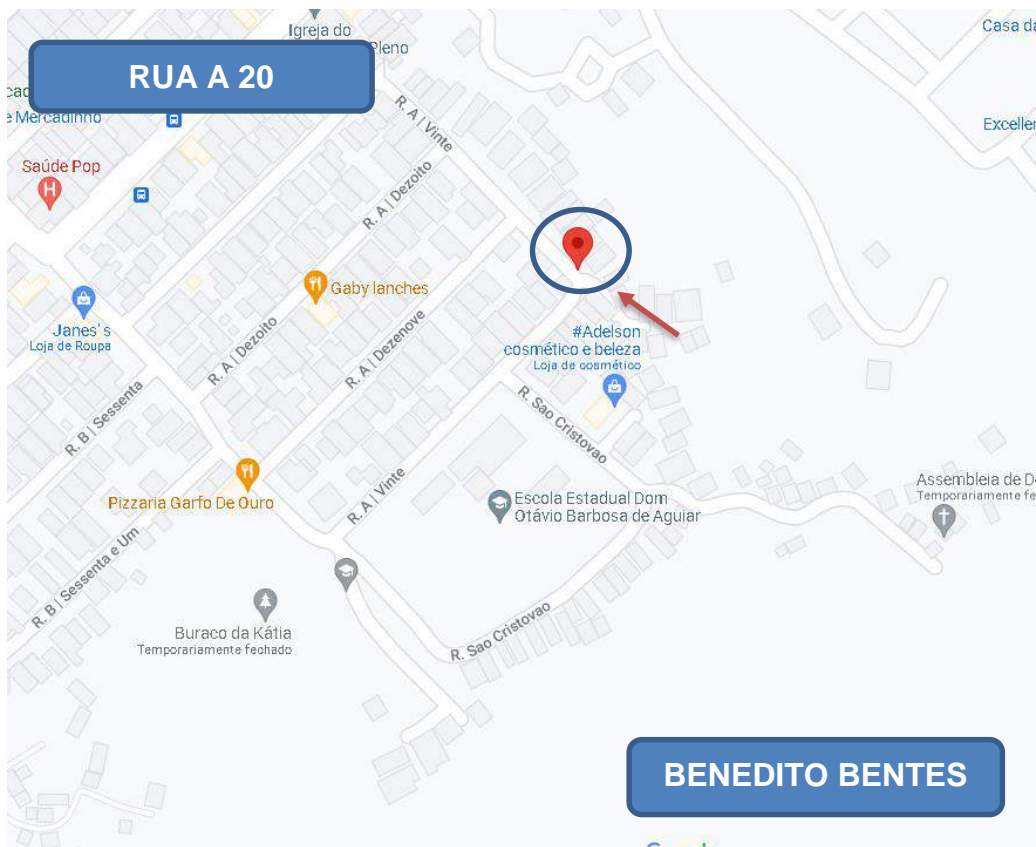 Igreja do
Pleno
Casa da
RUA A 20
e Mercadinho
R. A | Vinte
Exceller
Saúde Pop
H
R. A | Dezoito
Gaby lanches
Janes's
Loja de Roupa
R. A | Dezoito
R. A | Dezenove
#Adelson
cosmético e beleza
Loja de cosmético
R. B | Sessenta
R. Sao Cristovao
Pizzaria Garfo De Ouro
R. A | Vinte
Escola Estadual Dom
Otávio Barbosa de Aguiar
Assembleia de D
Temporariamente fe
R. B | Sessenta e Um
Buraco da Kátia
Temporariamente fechado
R. Sao Cristovao
BENEDITO BENTES